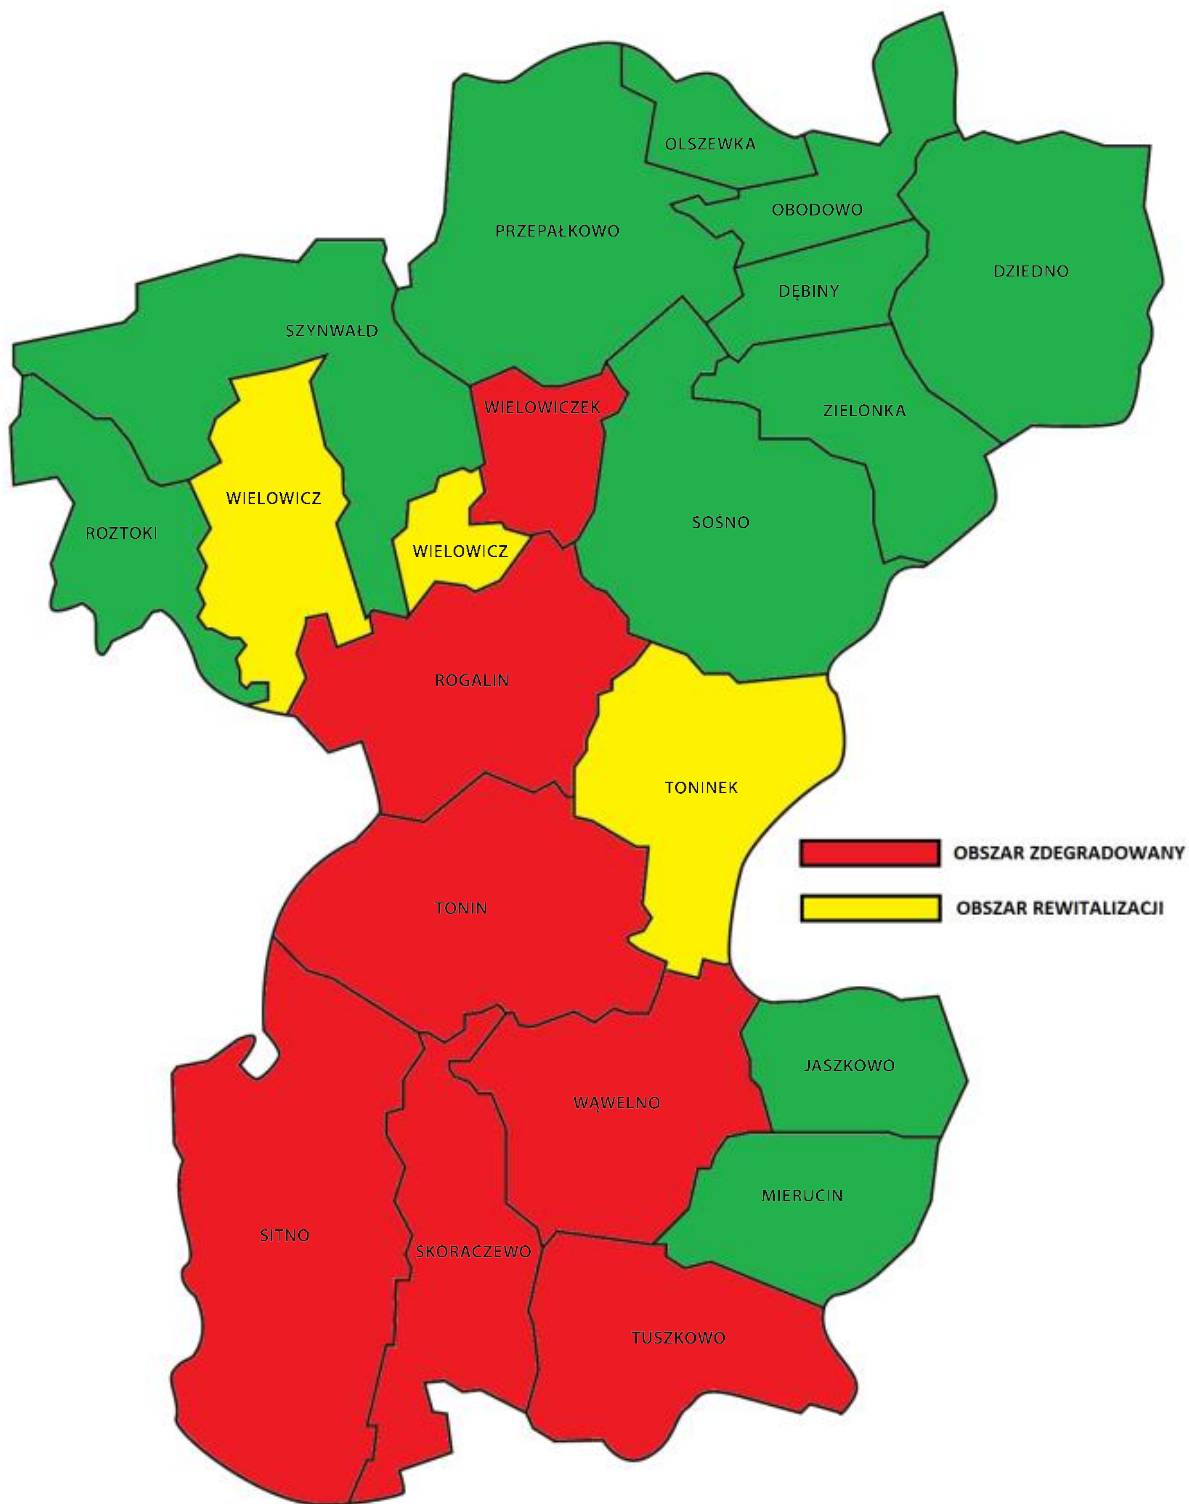 OLSZEWKA
OBODOWO
PRZEPAŁKOWO
DZIEDNO
DĘBINY
SZYNWAŁD
WIELOWICZEK
ZIELONKA
WIELOWICZ
SOŚNO
ROZTOKI
WIELOWICZ
ROGALIN
TONINEK
OBSZAR ZDEGRADOWANY
TONIN
OBSZAR REWITALIZACJI
JASZKOWO
WĄWELNO
MIERUCIN
SITNO
SKORACZEWO
TUSZKOWO